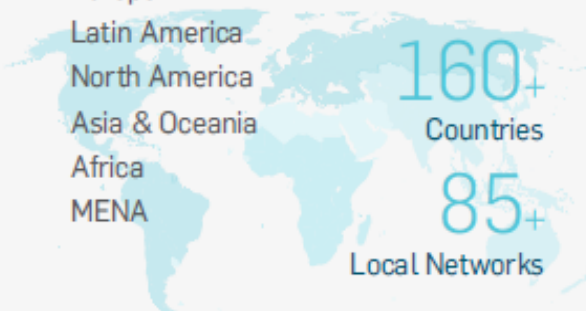 Latin America
North America
Asia & Oceania
Africa
MENA
160+
Countries
85+
Local Networks